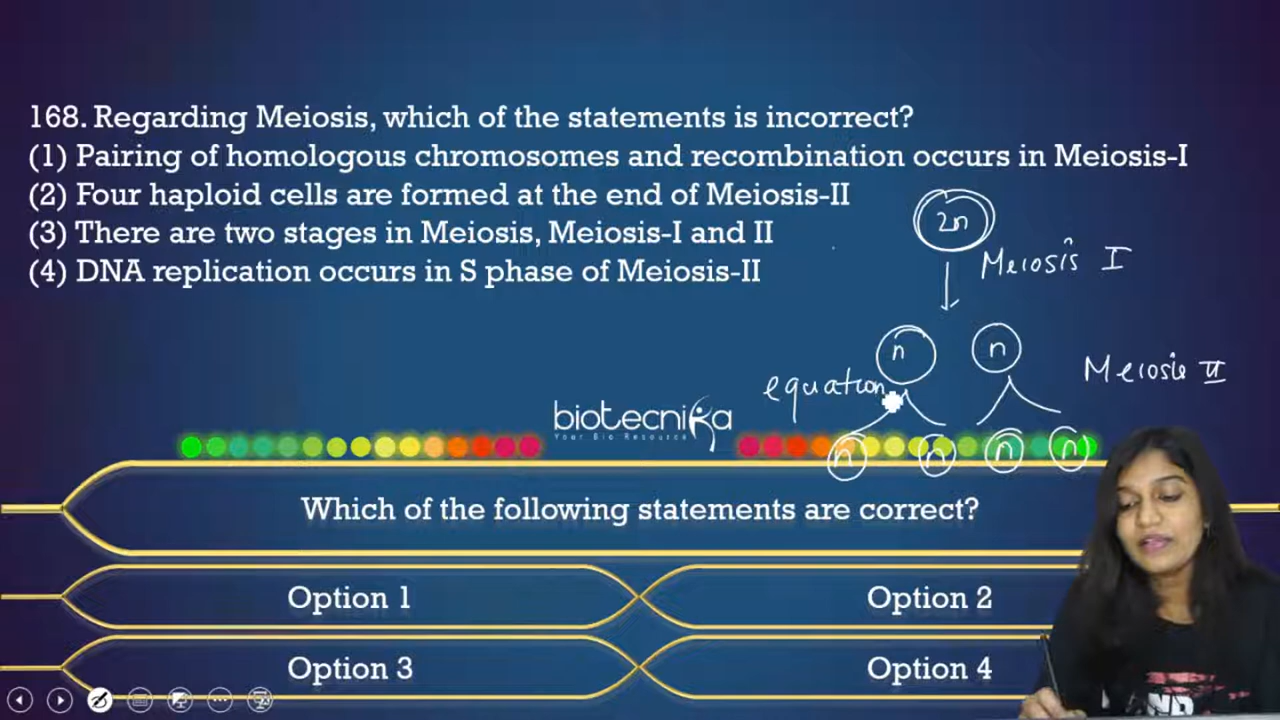 168. Regarding Meiosis, which of the statements is incorrect?
(1) Pairing of homologous chromosomes and recombination occurs in Meiosis-I
(2) Four haploid cells are formed at the end of Meiosis-II
(3) There are two stages in Meiosis, Meiosis-I and II
(4) DNA replication occurs in S phase of Meiosis-II
2n
Meiosis I
n n
Meiosis II
equation
biotecnika
Your Bio Resource
n n n n
Which of the following statements are correct?
Option 1 Option 2
Option 3 Option 4